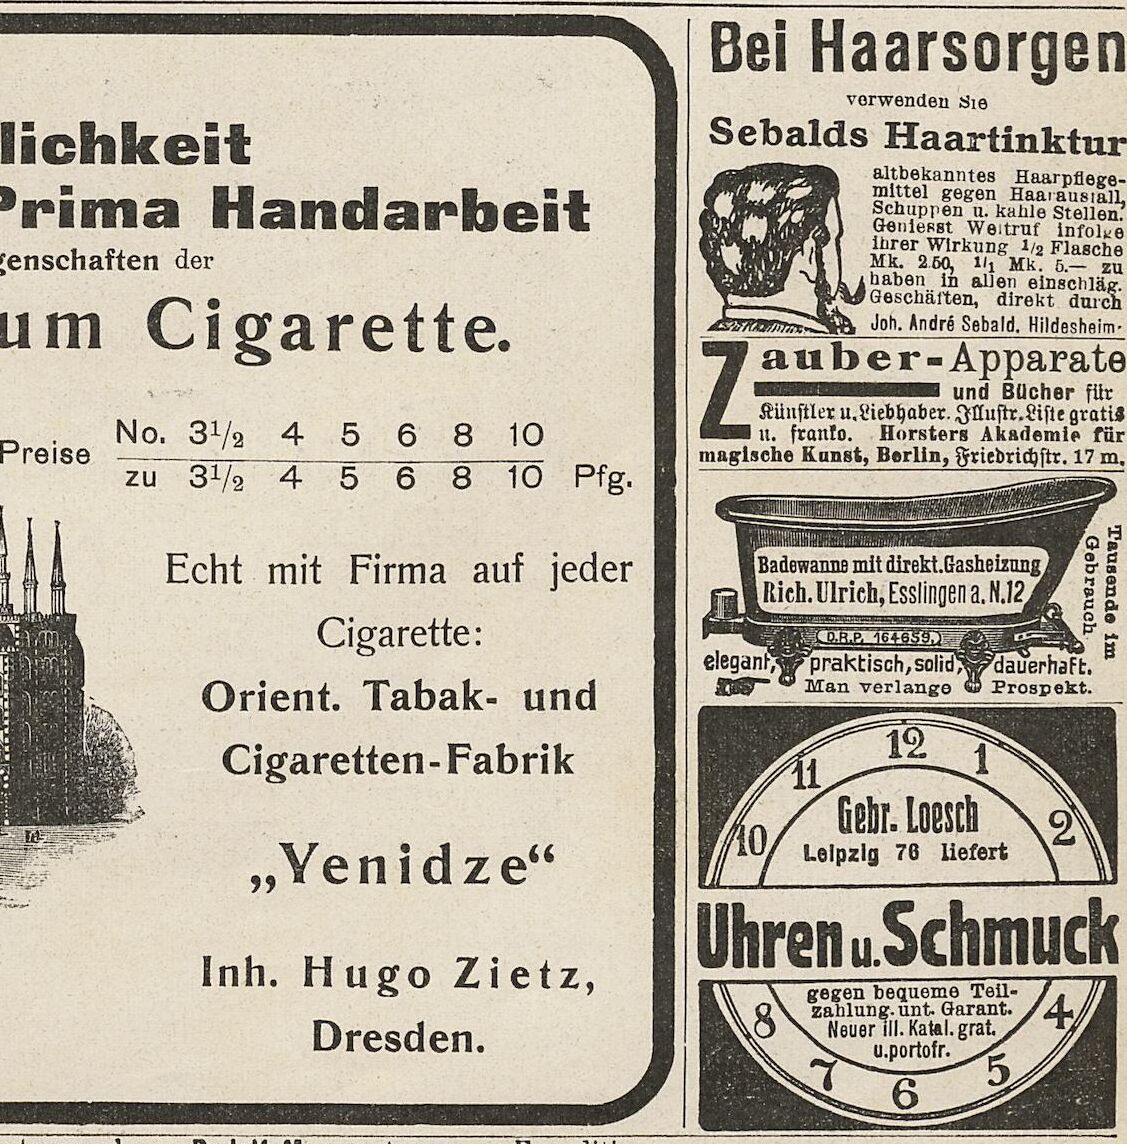 lichkeit
Prima Handarbeit
genschaften der
um Cigarette.
Preise
No. 3½ 4 5 6 8 10
zu 3½ 4 5 6 8 10 Pfg.
Echt mit Firma auf jeder
Cigarette:
Orient. Tabak- und
Cigaretten-Fabrik
„Yenidze“
Inh. Hugo Zietz,
Dresden.
Bei Haarsorgen
verwenden Sie
Sebalds Haartinktur
altbekanntes Haarpflege-
mittel gegen Haarausfall,
Schuppen u. kahle Stellen.
Geniesst Weltruf infolge
ihrer Wirkung 1/2 Flasche
Mk. 2.50, 1/1 Mk. 5.— zu
haben in allen einschläg.
Geschäften, direkt durch
Joh. André Sebald, Hildesheim.
Zauber-Apparate
und Bücher für
Künstler u. Liebhaber. Illustr. Liste gratis
u. franko. Horsters Akademie für
magische Kunst, Berlin, Friedrichstr. 17 m.
Badewanne mit direkt. Gasheizung
Rich. Ulrich, Esslingen a. N. 12
D.R.P. 164659.
Tausende im
Gebrauch
elegant, praktisch, solid, dauerhaft.
Man verlange Prospekt.
10 11 12 1 2
Gebr. Loesch
Leipzig 76 liefert
Uhren u. Schmuck
gegen bequeme Teil-
zahlung. unt. Garant.
Neuer ill. Katal. grat.
u. portofr.
8 7 6 5 4